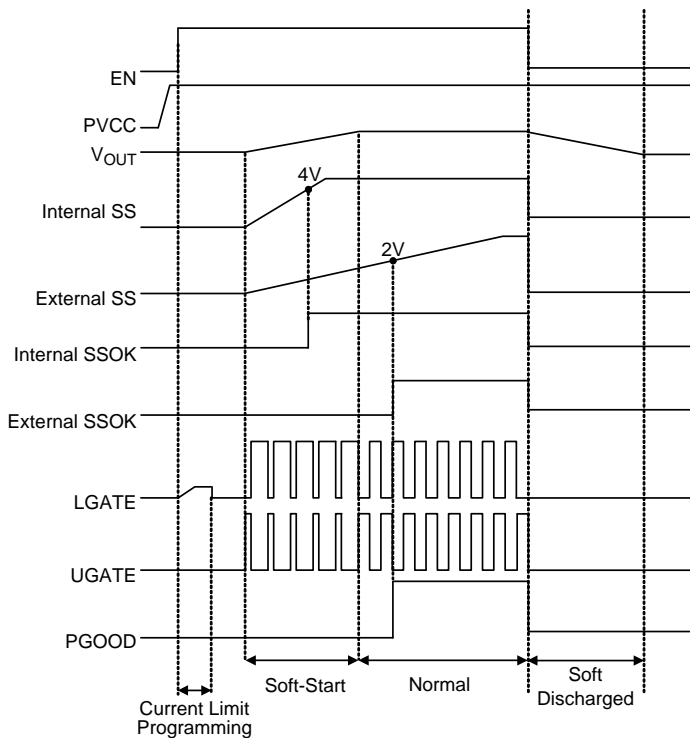 EN
PVCC
VOUT
4V
Internal SS
2V
External SS
Internal SSOK
External SSOK
LGATE
UGATE
PGOOD
Soft-Start
Normal
Soft
Discharged
Current Limit
Programming